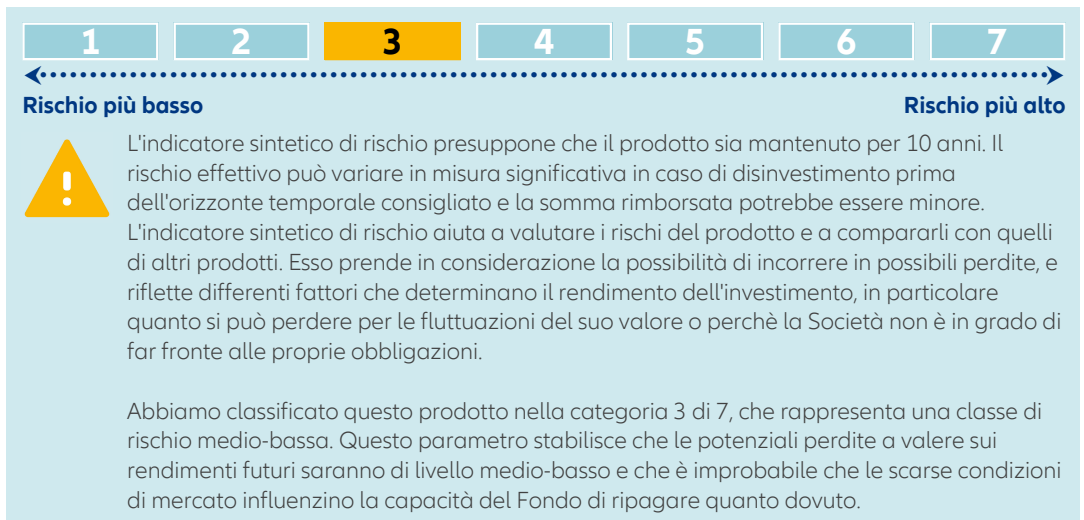 1 2 3 4 5 6 7
Rischio più basso Rischio più alto
L'indicatore sintetico di rischio presuppone che il prodotto sia mantenuto per 10 anni. Il
rischio effettivo può variare in misura significativa in caso di disinvestimento prima
dell'orizzonte temporale consigliato e la somma rimborsata potrebbe essere minore.
L'indicatore sintetico di rischio aiuta a valutare i rischi del prodotto e a compararli con quelli
di altri prodotti. Esso prende in considerazione la possibilità di incorrere in possibili perdite, e
riflette differenti fattori che determinano il rendimento dell'investimento, in particolare
quanto si può perdere per le fluttuazioni del suo valore o perchè la Società non è in grado di
far fronte alle proprie obbligazioni.
Abbiamo classificato questo prodotto nella categoria 3 di 7, che rappresenta una classe di
rischio medio-bassa. Questo parametro stabilisce che le potenziali perdite a valere sui
rendimenti futuri saranno di livello medio-basso e che è improbabile che le scarse condizioni
di mercato influenzino la capacità del Fondo di ripagare quanto dovuto.